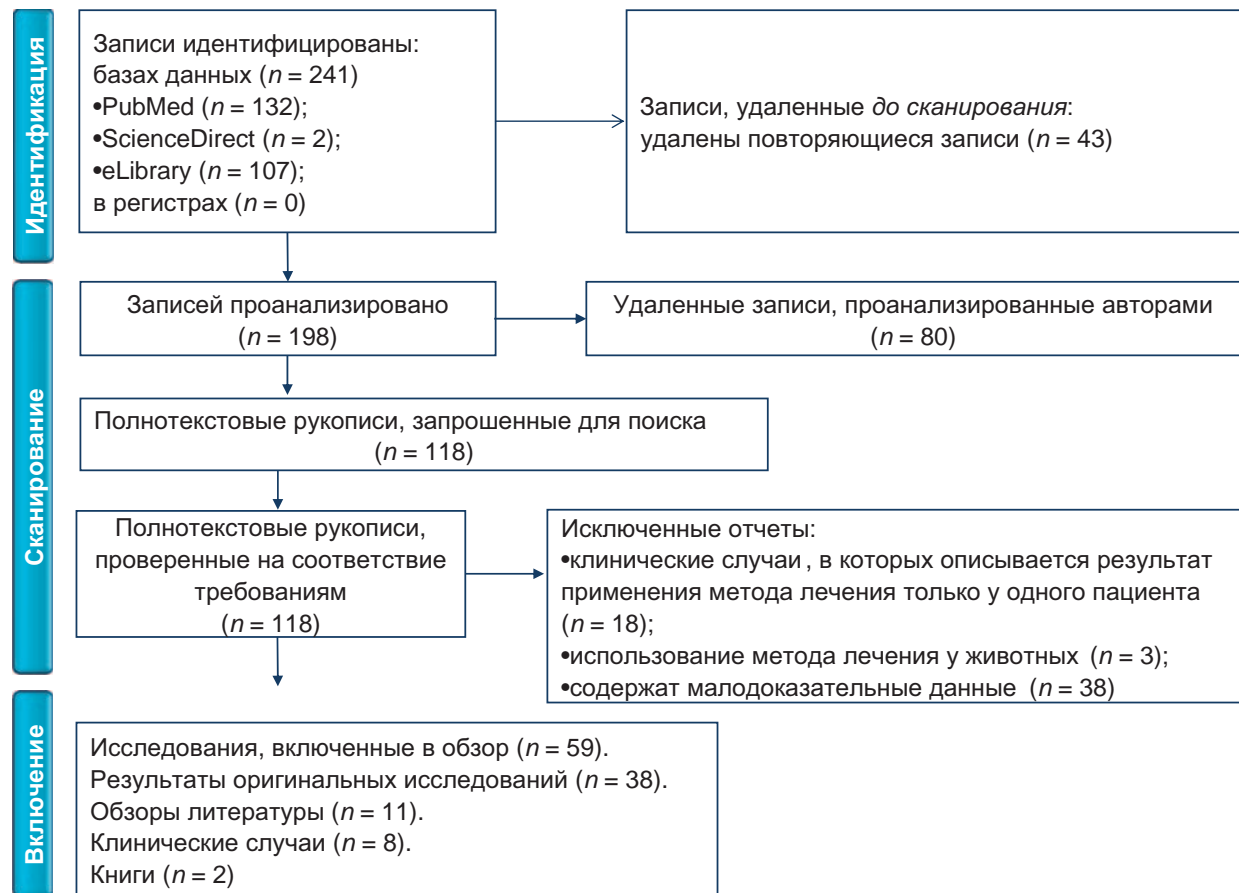 Идентификация
Записи идентифицированы:
базах данных (n = 241)
•PubMed (n = 132);
•ScienceDirect (n = 2);
•eLibrary (n = 107);
в регистрах (n = 0)
Записи, удаленные до сканирования:
удалены повторяющиеся записи (n = 43)
Сканирование
Записей проанализировано
(n = 198)
Удаленные записи, проанализированные авторами
(n = 80)
Полнотекстовые рукописи, запрошенные для поиска
(n = 118)
Полнотекстовые рукописи,
проверенные на соответствие
требованиям
(n = 118)
Исключенные отчеты:
•клинические случаи, в которых описывается результат
применения метода лечения только у одного пациента
(n = 18);
•использование метода лечения у животных (n = 3);
•содержат малодоказательные данные (n = 38)
Включение
Исследования, включенные в обзор (n = 59).
Результаты оригинальных исследований (n = 38).
Обзоры литературы (n = 11).
Клинические случаи (n = 8).
Книги (n = 2)